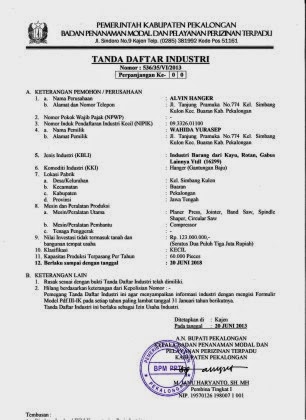 PEMERINTAH KABUPATEN PEKALONGAN
BADAN PENANAMAN MODAL DAN PELAYANAN PERIZINAN TERPADU
Jl. Sindoro No.9 Kajen Telp. (0285) 381992 Kode Pos 51161
TANDA DAFTAR INDUSTRI
Nomor : 536/35/VI/2013
Perpanjangan Ke- 0 0
A. KETERANGAN PEMOHON / PERUSAHAAN
1. a. Nama Perusahaan : ALVIN HANGER
b. Alamat dan Nomor Telepon : Jl. Tanjung Pramuka No.774 Kel. Simbang
Kulon Kec. Buaran Kab. Pekalongan
2. Nomor Pokok Wajib Pajak (NPWP) : -
3. Nomor Induk Pendaftaran Industri Kecil (NIPIK) : 09.3326.01100
4. a. Nama Pemilik : WAHIDA YURASEP
b. Alamat Pemilik : Jl. Tanjung Pramuka No.774 Kel. Simbang
Kulon Kec. Buaran Kab. Pekalongan
5. Jenis Industri (KBLI) : Industri Barang dari Kayu, Rotan, Gabus
Lainnya Ytdl (16299)
6. Komoditi Industri (KKI) : Hanger (Gantungan Baju)
7. Lokasi Pabrik
a. Desa/Kelurahan : Kel. Simbang Kulon
b. Kecamatan : Buaran
c. Kabupaten : Pekalongan
d. Provinsi : Jawa Tengah
8. Mesin dan Peralatan Produksi
a. Mesin/Peralatan Utama : Planer Press, Jointer, Band Saw, Spindle
Shaper, Circular Saw
b. Mesin/Peralatan Pembantu : Compressor
c. Tenaga Penggerak : -
9. Nilai Investasi tidak termasuk tanah dan : Rp. 123.000.000,-
bangunan tempat usaha (Seratus Dua Puluh Tiga Juta Rupiah)
10. Klasifikasi : KECIL
11. Kapasitas Produksi Terpasang Per Tahun : 60.000 Pieces
12. Berlaku sampai dengan tanggal : 20 JUNI 2018
B. KETERANGAN LAIN
1. Rusak sesuai dengan bukti Tanda Daftar Industri tidak dimiliki.
2. Hilang berdasarkan keterangan dari Kepolisian Nomor : -
Pemegang Tanda Daftar Industri ini agar menyampaikan informasi industri dengan mengisi Formulir
Model Pdf.III-IK pada setiap tahun paling lambat tanggal 31 Januari tahun berikutnya.
Tanda Daftar Industri ini berlaku sebagai Izin Usaha Industri.
Ditetapkan di : Kajen
Pada tanggal : 20 JUNI 2013
A.N. BUPATI PEKALONGAN
KEPALA BADAN PENANAMAN MODAL DAN
PELAYANAN PERIZINAN TERPADU
KABUPATEN PEKALONGAN
BPM PPT
HARYANTO, SH, MH
Pembina Tingkat I
NIP. 19570126 198007 1 001
Tembusan :